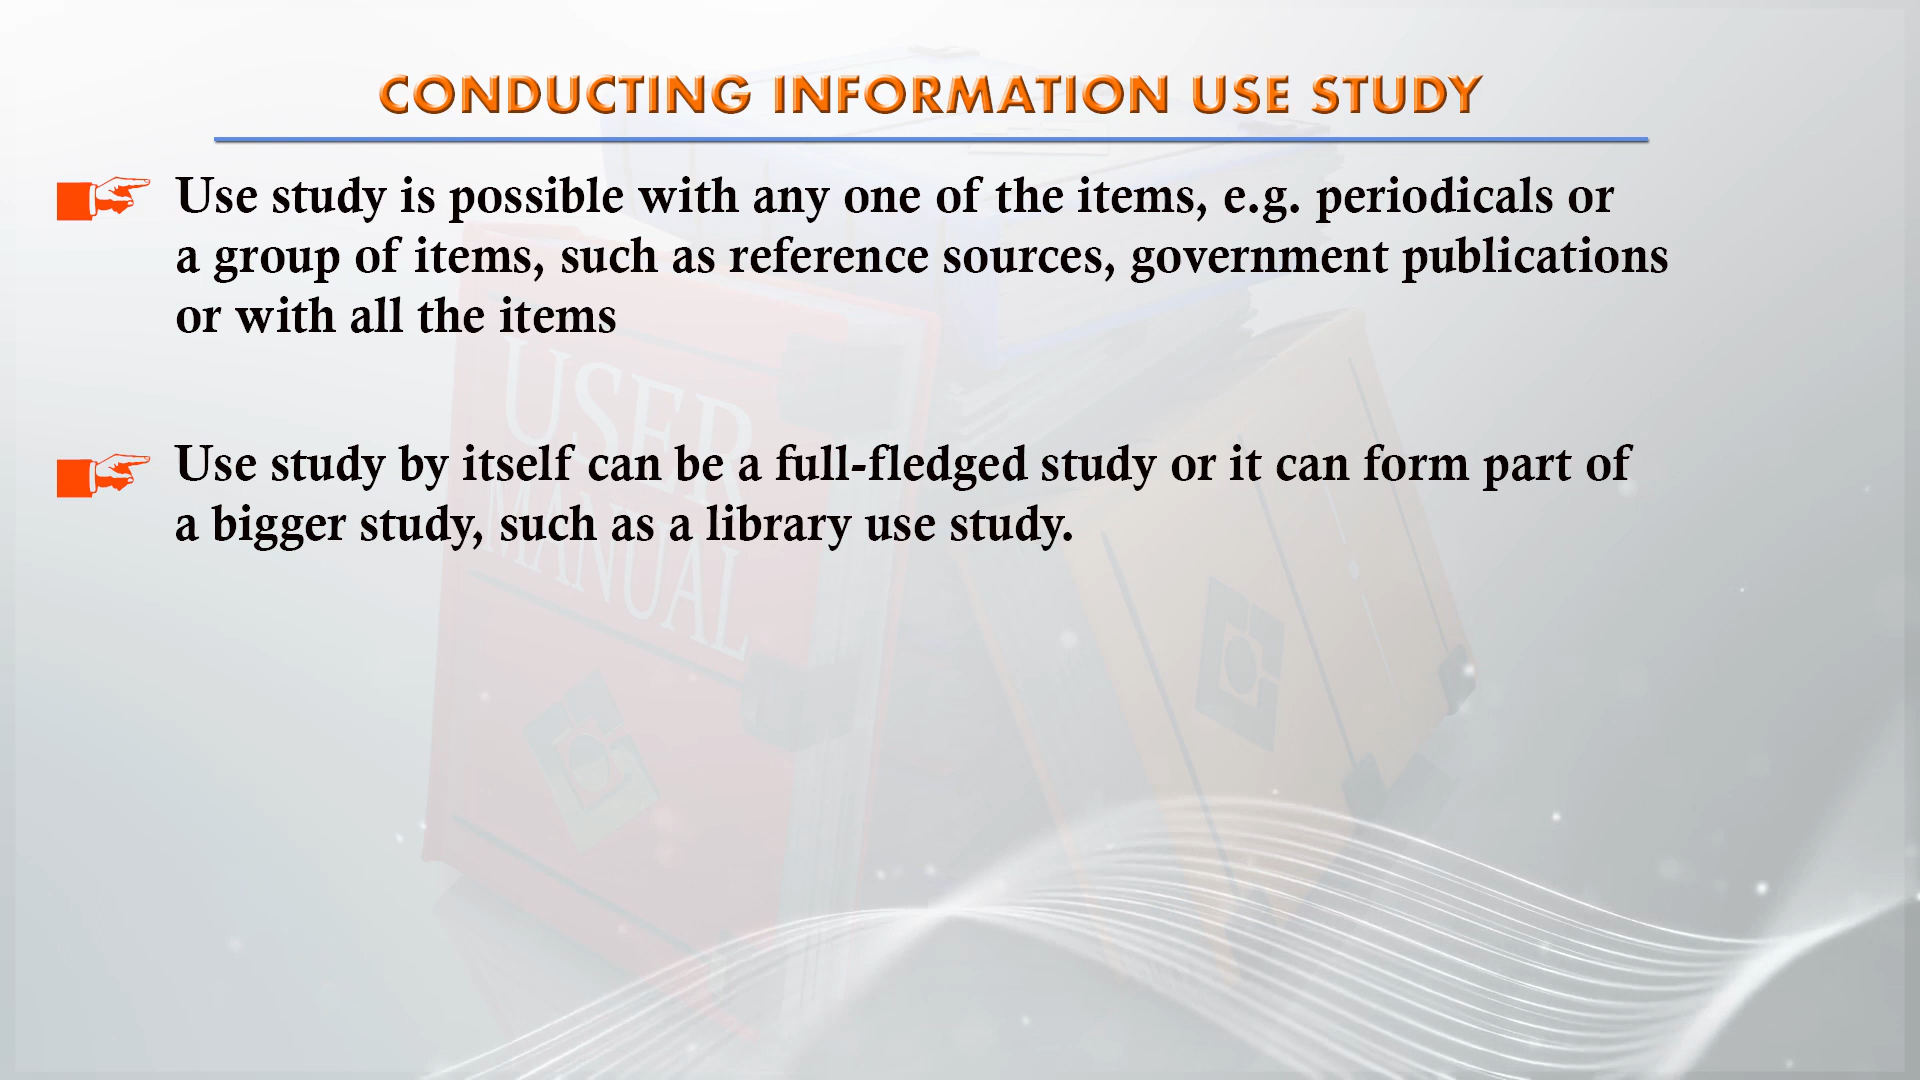 CONDUCTING INFORMATION USE STUDY
Use study is possible with any one of the items, e.g. periodicals or
a group of items, such as reference sources, government publications
or with all the items
Use study by itself can be a full-fledged study or it can form part of
a bigger study, such as a library use study.
USER
MANUAL